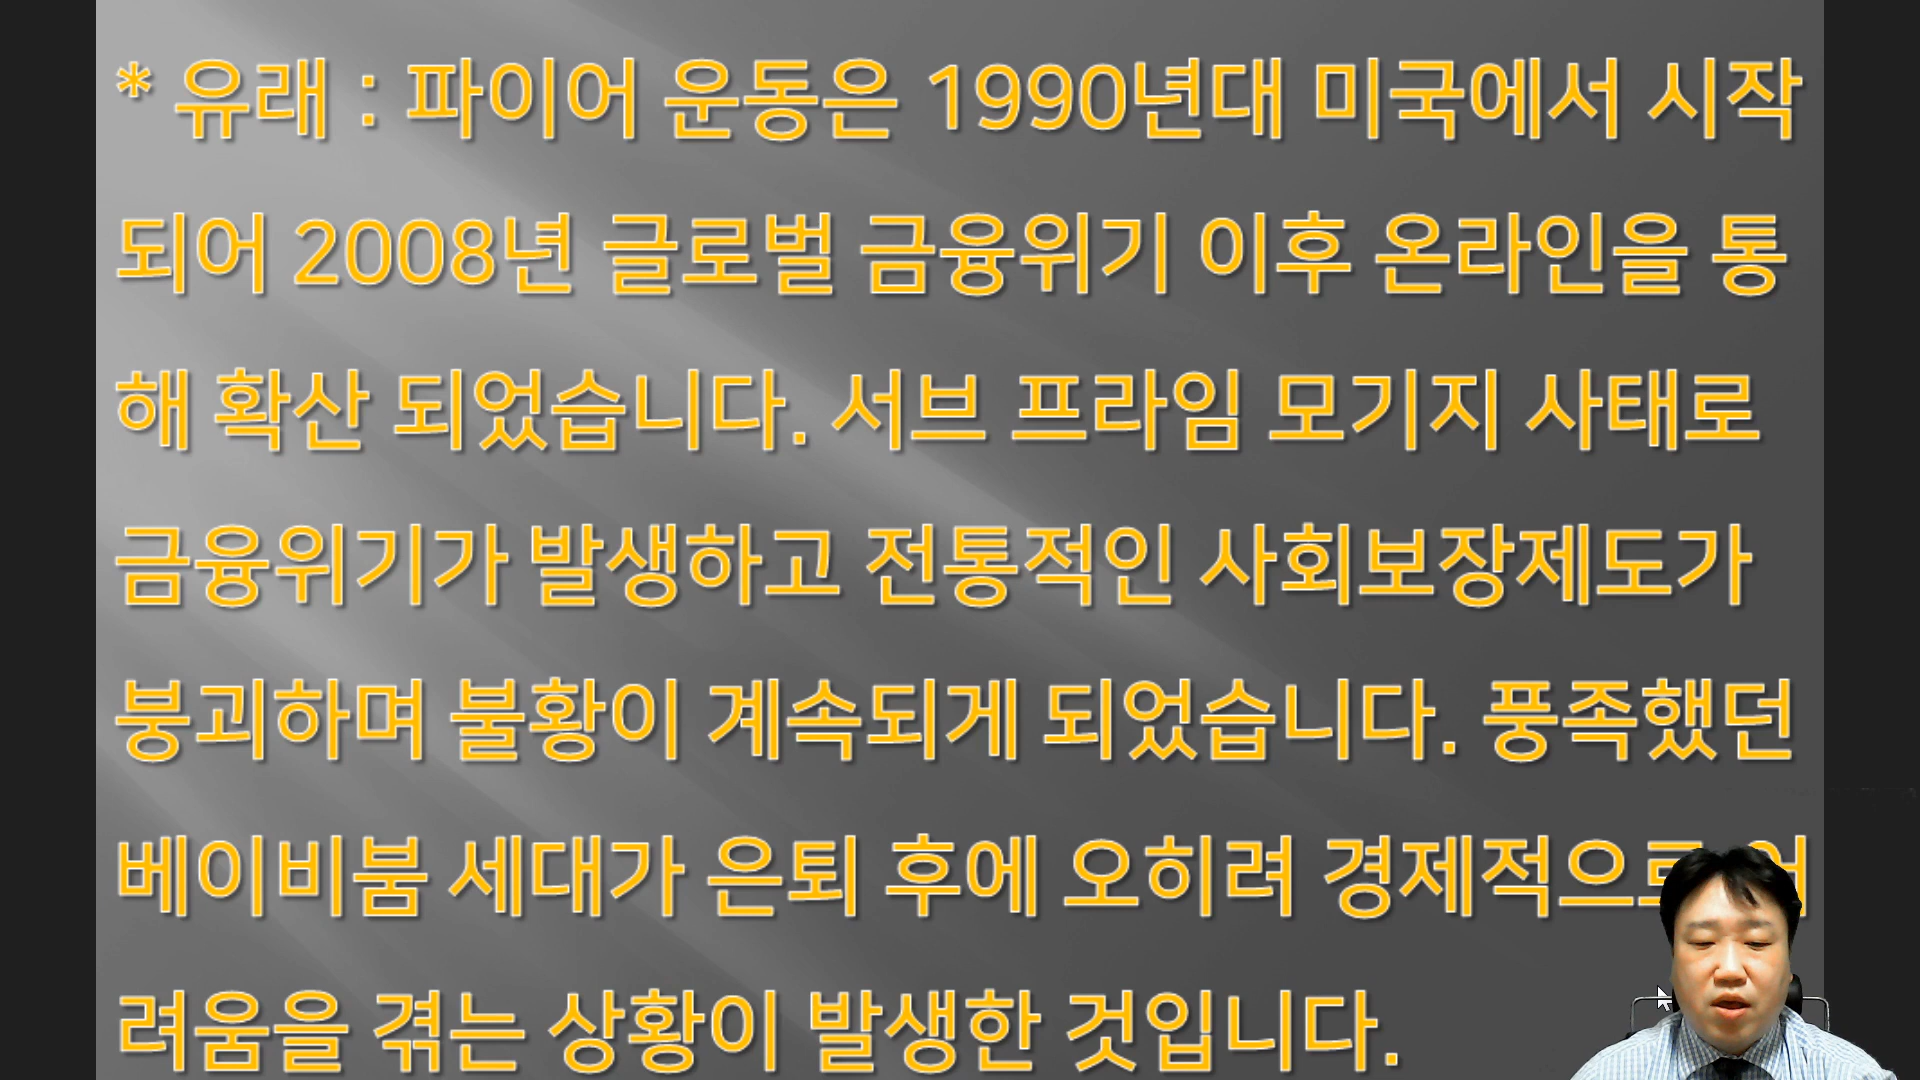 * 유래 : 파이어 운동은 1990년대 미국에서 시작
되어 2008년 글로벌 금융위기 이후 온라인을 통
해 확산 되었습니다. 서브 프라임 모기지 사태로
금융위기가 발생하고 전통적인 사회보장제도가
붕괴하며 불황이 계속되게 되었습니다. 풍족했던
베이비붐 세대가 은퇴 후에 오히려 경제적으로 어
려움을 겪는 상황이 발생한 것입니다.